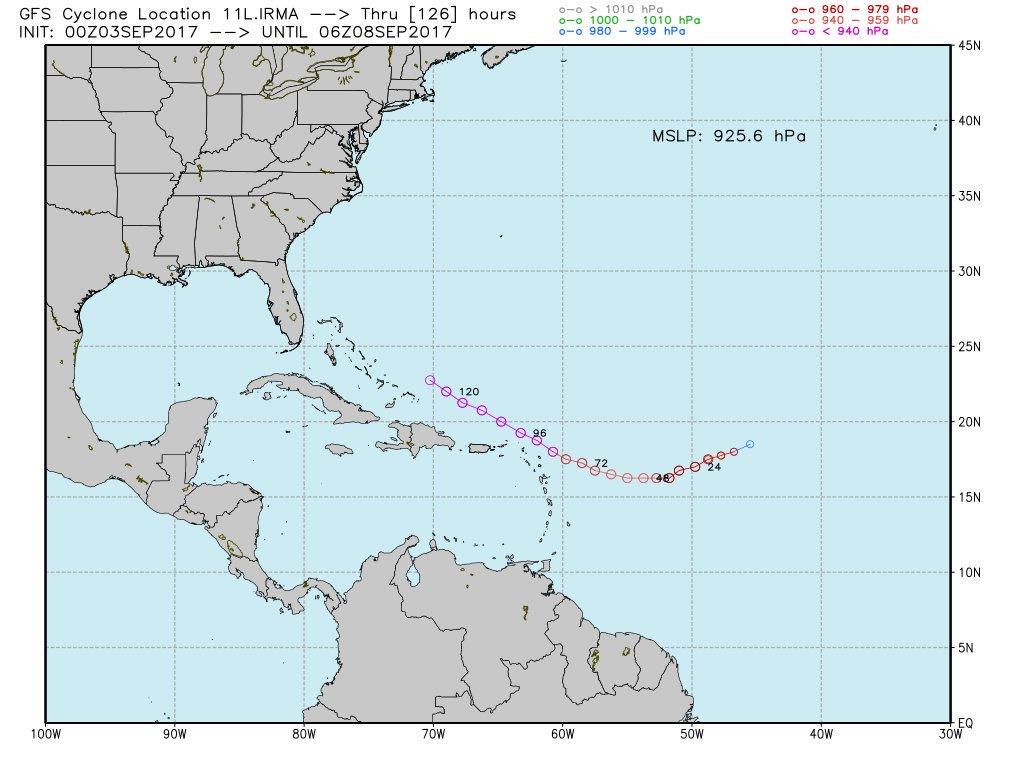 GFS Cyclone Location 11L.IRMA --> Thru [126] hours
INIT: 00Z03SEP2017 --> UNTIL 06Z08SEP2017
o-o > 1010 hPa
o-o 1000 - 1010 hPa
o-o 980 - 999 hPa
o-o 960 - 979 hPa
o-o 940 - 959 hPa
o-o < 940 hPa
45N
MSLP: 925.6 hPa
40N
35N
30N
25N
120
20N
96
72
48
24
15N
10N
5N
EQ
100W 90W 80W 70W 60W 50W 40W 30W